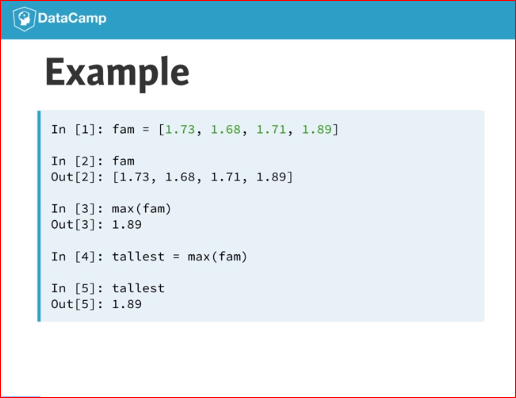 DataCamp
Example
In [1]: fam = [1.73, 1.68, 1.71, 1.89]
In [2]: fam
Out[2]: [1.73, 1.68, 1.71, 1.89]
In [3]: max(fam)
Out[3]: 1.89
In [4]: tallest = max(fam)
In [5]: tallest
Out[5]: 1.89